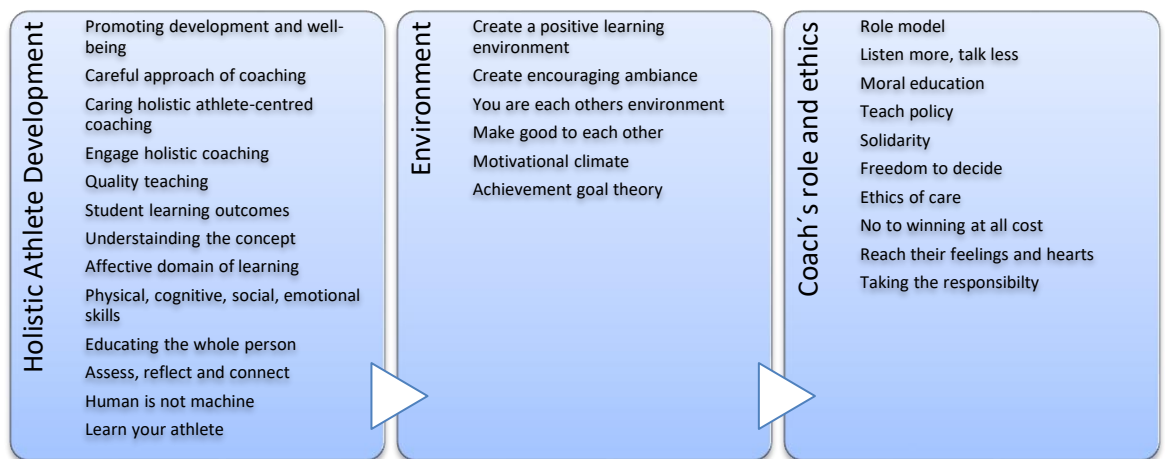 Holistic Athlete Development
Promoting development and well-
being
Careful approach of coaching
Caring holistic athlete-centred
coaching
Engage holistic coaching
Quality teaching
Student learning outcomes
Understainding the concept
Affective domain of learning
Physical, cognitive, social, emotional
skills
Educating the whole person
Assess, reflect and connect
Human is not machine
Learn your athlete
Environment
Create a positive learning
environment
Create encouraging ambiance
You are each others environment
Make good to each other
Motivational climate
Achievement goal theory
Coach´s role and ethics
Role model
Listen more, talk less
Moral education
Teach policy
Solidarity
Freedom to decide
Ethics of care
No to winning at all cost
Reach their feelings and hearts
Taking the responsibilty